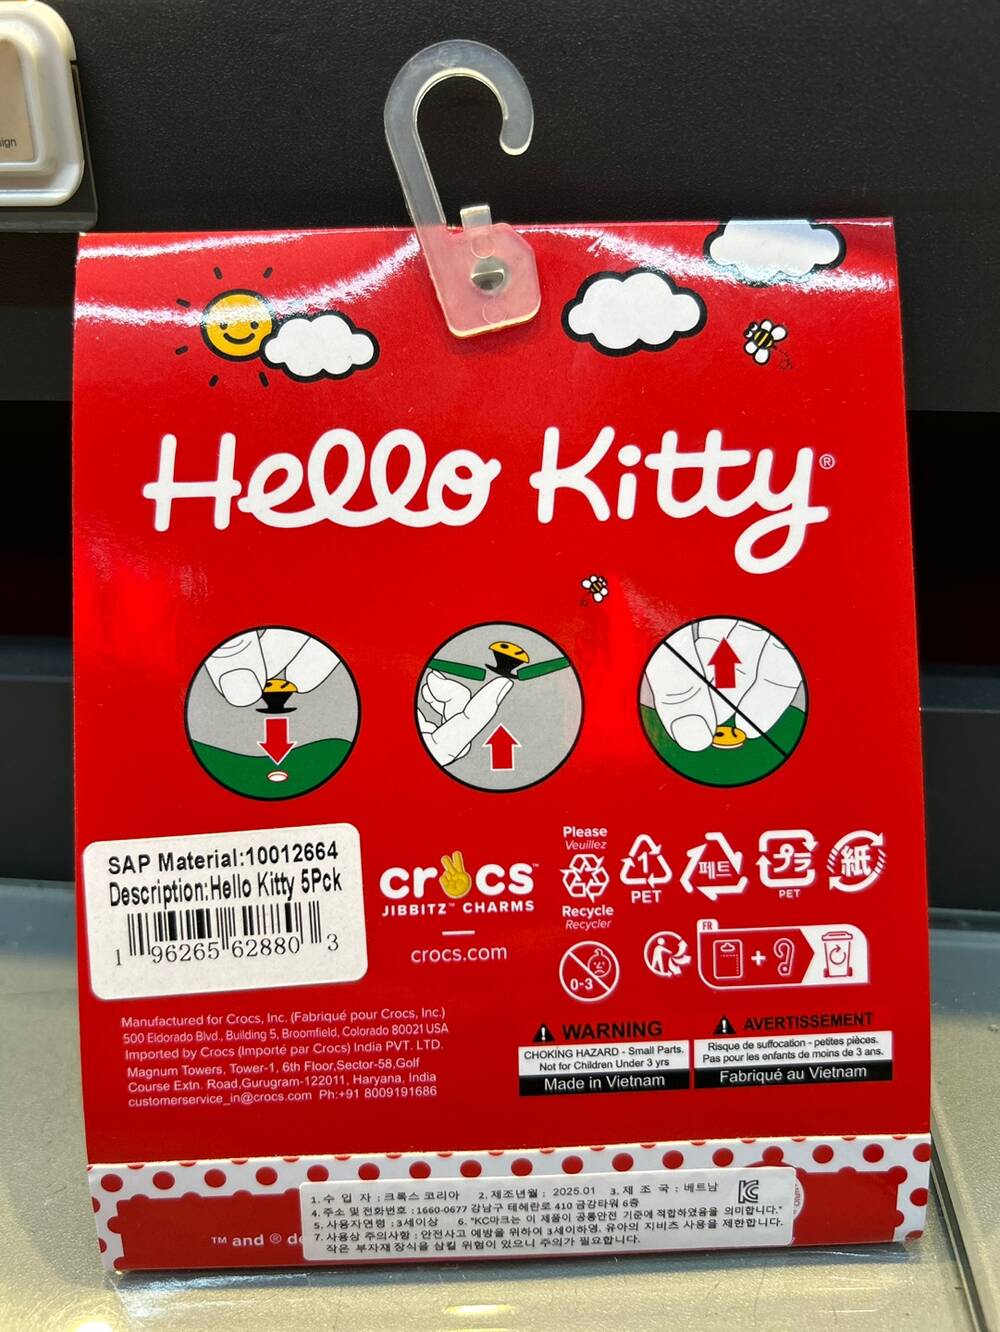 ign
Hello Kitty®
SAP Material:10012664
Description:Hello Kitty 5Pck
1 96265 62880 3
crocs™
JIBBITZ™ CHARMS
crocs.com
Please
Veuillez
Recycle
Recycler
1
PET
페트
プラ
PET
紙
0-3
FR
+
Manufactured for Crocs, Inc. (Fabriqué pour Crocs, Inc.)
500 Eldorado Blvd., Building 5, Broomfield, Colorado 80021 USA
Imported by Crocs (Importé par Crocs) India PVT. LTD.
Magnum Towers, Tower-1, 6th Floor,Sector-58,Golf
Course Extn. Road,Gurugram-122011, Haryana, India
customerservice_in@crocs.com Ph:+91 8009191686
WARNING
CHOKING HAZARD - Small Parts.
Not for Children Under 3 yrs
Made in Vietnam
AVERTISSEMENT
Risque de suffocation - petites pièces.
Pas pour les enfants de moins de 3 ans.
Fabriqué au Vietnam
1. 수 입 자 : 크록스 코리아 2. 제조년월 : 2025.01 3. 제 조 국 : 베트남
4. 주소 및 전화번호 : 1660-0677 강남구 테헤란로 410 금강타워 6층
5. 사용자연령 : 3세이상 6. "KC마크는 이 제품이 공통안전 기준에 적합하였음을 의미합니다."
7. 사용상 주의사항 : 안전사고 예방을 위하여 3세이하영. 유아의 지비츠 사용을 제한합니다.
작은 부자재 장식을 삼킬 위험이 있으니 주의가 필요합니다.
KC
TM and ® de